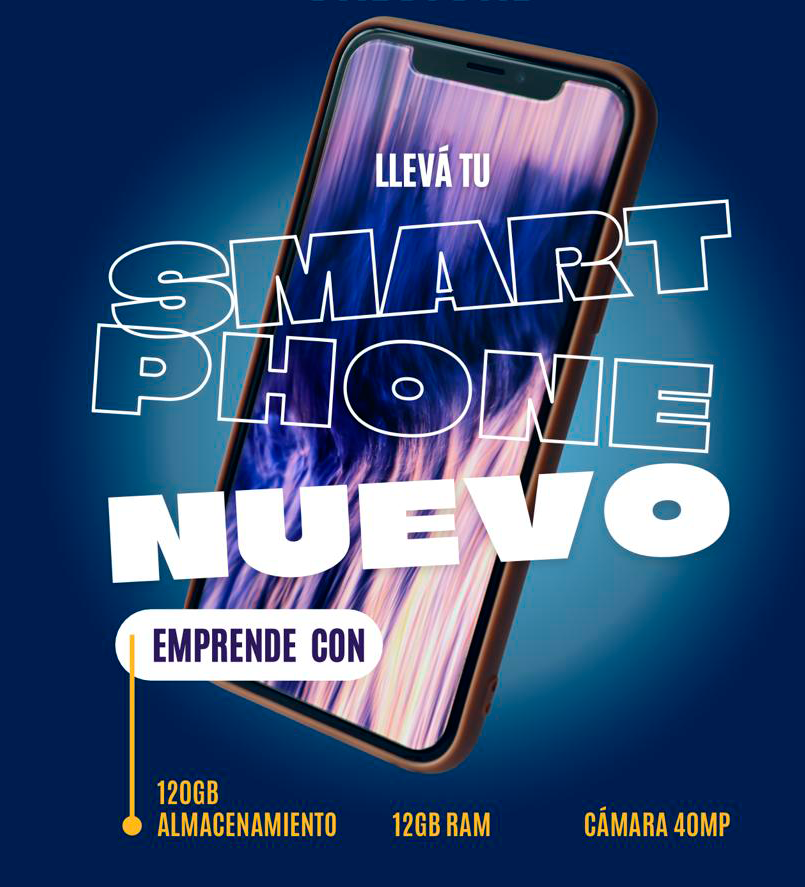 LLEVÁ TU
SMART
PHONE
NUEVO
EMPRENDE CON
120GB
ALMACENAMIENTO
12GB RAM
CÁMARA 40MP